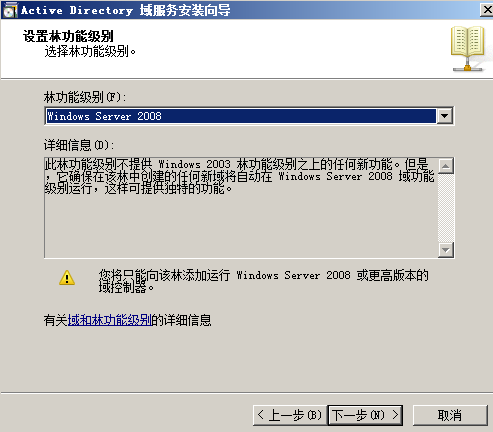 Active Directory 域服务安装向导
设置林功能级别
选择林功能级别。
林功能级别(F):
Windows Server 2008
详细信息(D):
此林功能级别不提供 Windows 2003 林功能级别之上的任何新功能。但是
，它确保在该林中创建的任何新域将自动在 Windows Server 2008 域功能
级别运行，这样可提供独特的功能。
您将只能向该林添加运行 Windows Server 2008 或更高版本的
域控制器。
有关域和林功能级别的详细信息
< 上一步(B) 下一步(N) > 取消